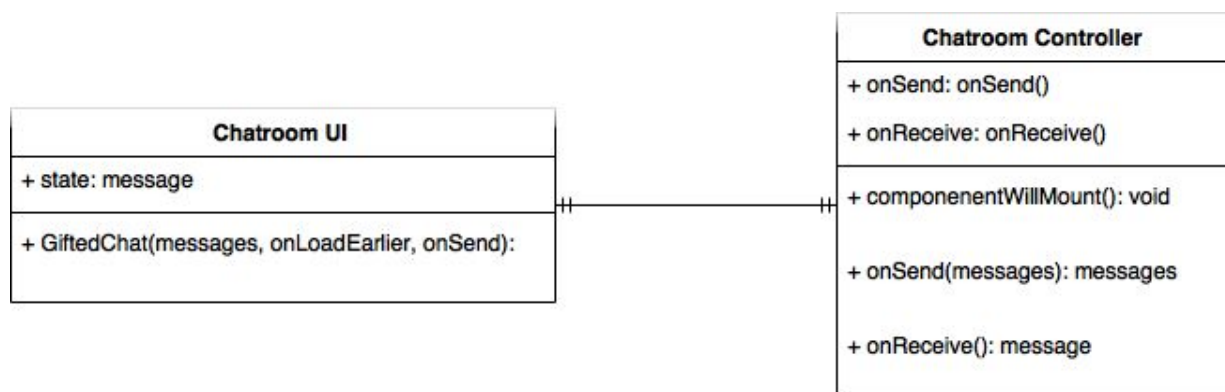 Chatroom UI
+ state: message
+ GiftedChat(messages, onLoadEarlier, onSend):
Chatroom Controller
+ onSend: onSend()
+ onReceive: onReceive()
+ componenentWillMount(): void
+ onSend(messages): messages
+ onReceive(): message